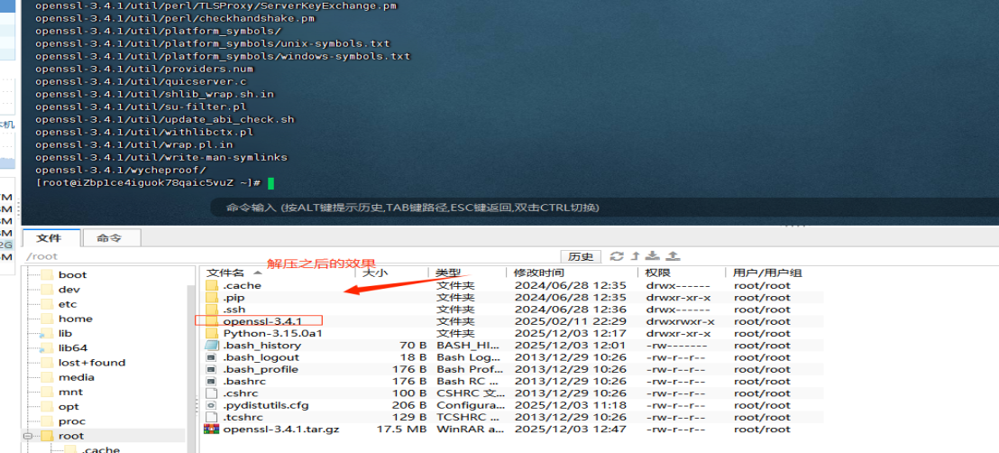 openssl-3.4.1/util/perl/TLSProxy/ServerKeyExchange.pm
openssl-3.4.1/util/perl/checkhandshake.pm
openssl-3.4.1/util/platform_symbols/
openssl-3.4.1/util/platform_symbols/unix-symbols.txt
openssl-3.4.1/util/platform_symbols/windows-symbols.txt
openssl-3.4.1/util/providers.num
openssl-3.4.1/util/quicserver.c
openssl-3.4.1/util/shlib_wrap.sh.in
openssl-3.4.1/util/su-filter.pl
openssl-3.4.1/util/update_abi_check.sh
openssl-3.4.1/util/withlibctx.pl
openssl-3.4.1/util/wrap.pl.in
openssl-3.4.1/util/write-man-symlinks
openssl-3.4.1/wycheproof/
[root@iZbp1ce4iguok78qaic5vuZ ~]#
命令输入 (按ALT键提示历史,TAB键路径,ESC键返回,双击CTRL切换)
文件 命令
/root 历史
解压之后的效果
文件名 大小 类型 修改时间 权限 用户/用户组
boot
dev
etc
home
lib
lib64
lost+found
media
mnt
opt
proc
root
.cache
.cache 文件夹 2024/06/28 12:35 drwx------ root/root
.pip 文件夹 2024/06/28 12:35 drwxr-xr-x root/root
.ssh 文件夹 2024/06/28 12:36 drwx------ root/root
openssl-3.4.1 文件夹 2025/02/11 22:29 drwxrwxr-x root/root
Python-3.15.0a1 文件夹 2025/12/03 12:17 drwxr-xr-x root/root
.bash_history 70 B BASH_HI... 2025/12/03 12:01 -rw------- root/root
.bash_logout 18 B Bash Log... 2013/12/29 10:26 -rw-r--r-- root/root
.bash_profile 176 B Bash Prof... 2013/12/29 10:26 -rw-r--r-- root/root
.bashrc 176 B Bash RC ... 2013/12/29 10:26 -rw-r--r-- root/root
.cshrc 100 B CSHRC 文... 2013/12/29 10:26 -rw-r--r-- root/root
.pydistutils.cfg 206 B Configura... 2025/12/03 11:18 -rw-r--r-- root/root
.tcshrc 129 B TCSHRC ... 2013/12/29 10:26 -rw-r--r-- root/root
openssl-3.4.1.tar.gz 17.5 MB WinRAR a... 2025/12/03 12:47 -rw-r--r-- root/root